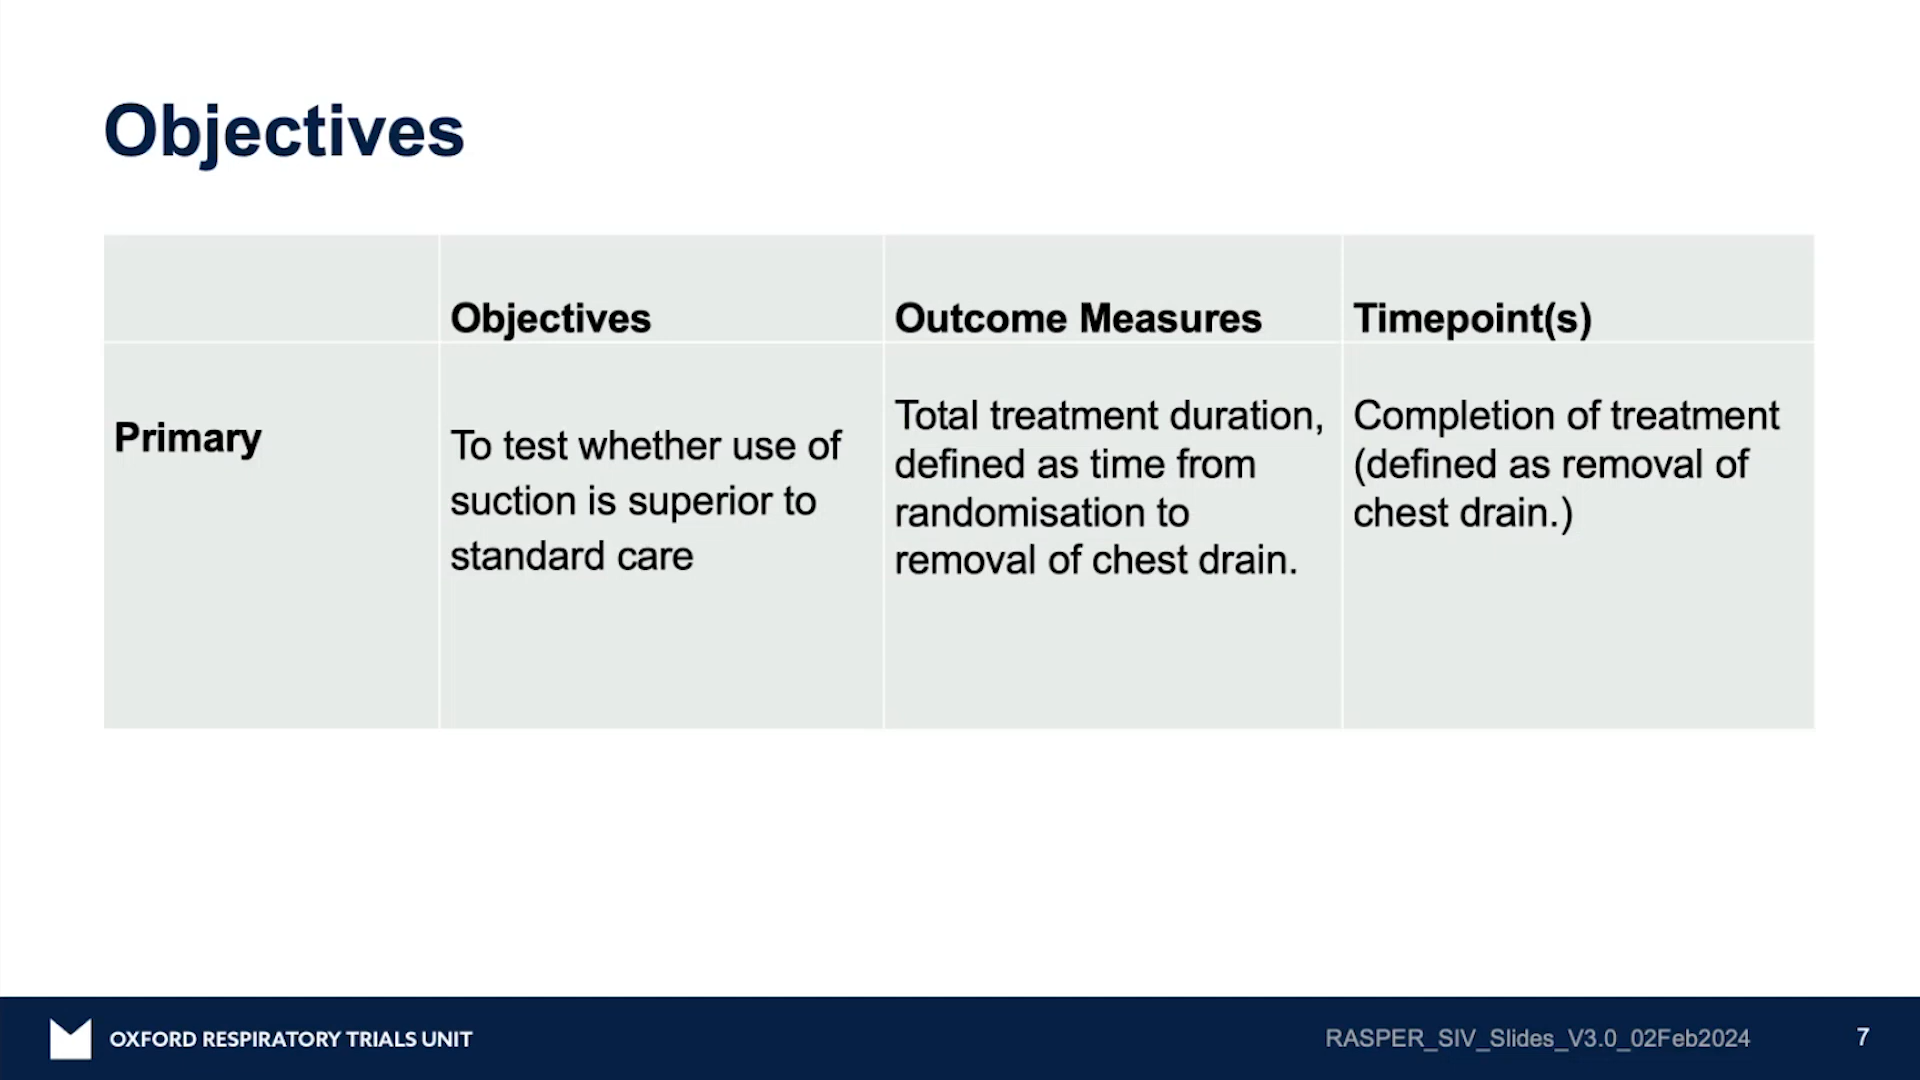 Objectives
Objectives
Outcome Measures
Timepoint(s)
Primary
To test whether use of
suction is superior to
standard care
Total treatment duration,
defined as time from
randomisation to
removal of chest drain.
Completion of treatment
(defined as removal of
chest drain.)
OXFORD RESPIRATORY TRIALS UNIT
RASPER_SIV_Slides_V3.0_02Feb2024
7